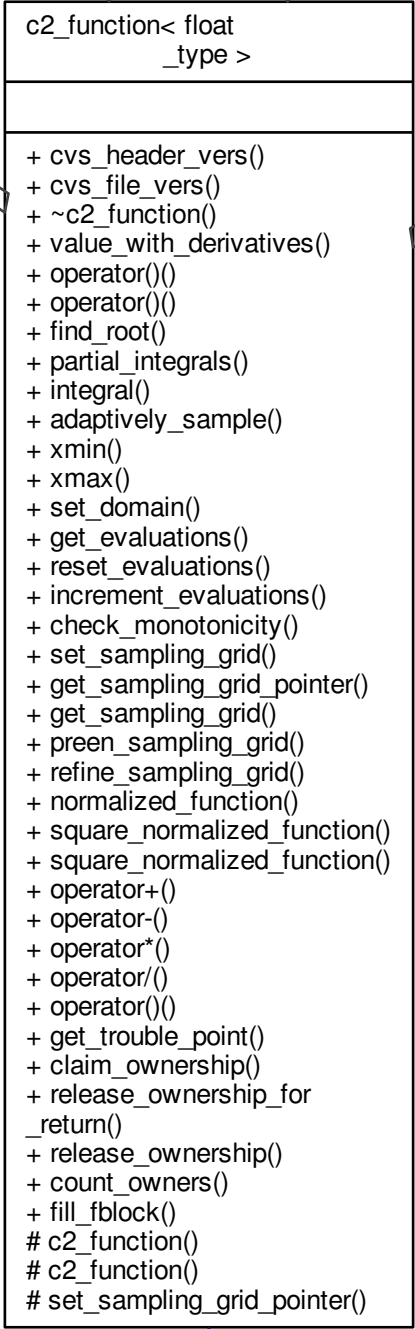 c2_function< float
_type >
+ cvs_header_vers()
+ cvs_file_vers()
+ ~c2_function()
+ value_with_derivatives()
+ operator()()
+ operator()()
+ find_root()
+ partial_integrals()
+ integral()
+ adaptively_sample()
+ xmin()
+ xmax()
+ set_domain()
+ get_evaluations()
+ reset_evaluations()
+ increment_evaluations()
+ check_monotonicity()
+ set_sampling_grid()
+ get_sampling_grid_pointer()
+ get_sampling_grid()
+ preen_sampling_grid()
+ refine_sampling_grid()
+ normalized_function()
+ square_normalized_function()
+ square_normalized_function()
+ operator+()
+ operator-()
+ operator*()
+ operator/()
+ operator()()
+ get_trouble_point()
+ claim_ownership()
+ release_ownership_for
_return()
+ release_ownership()
+ count_owners()
+ fill_fblock()
# c2_function()
# c2_function()
# set_sampling_grid_pointer()